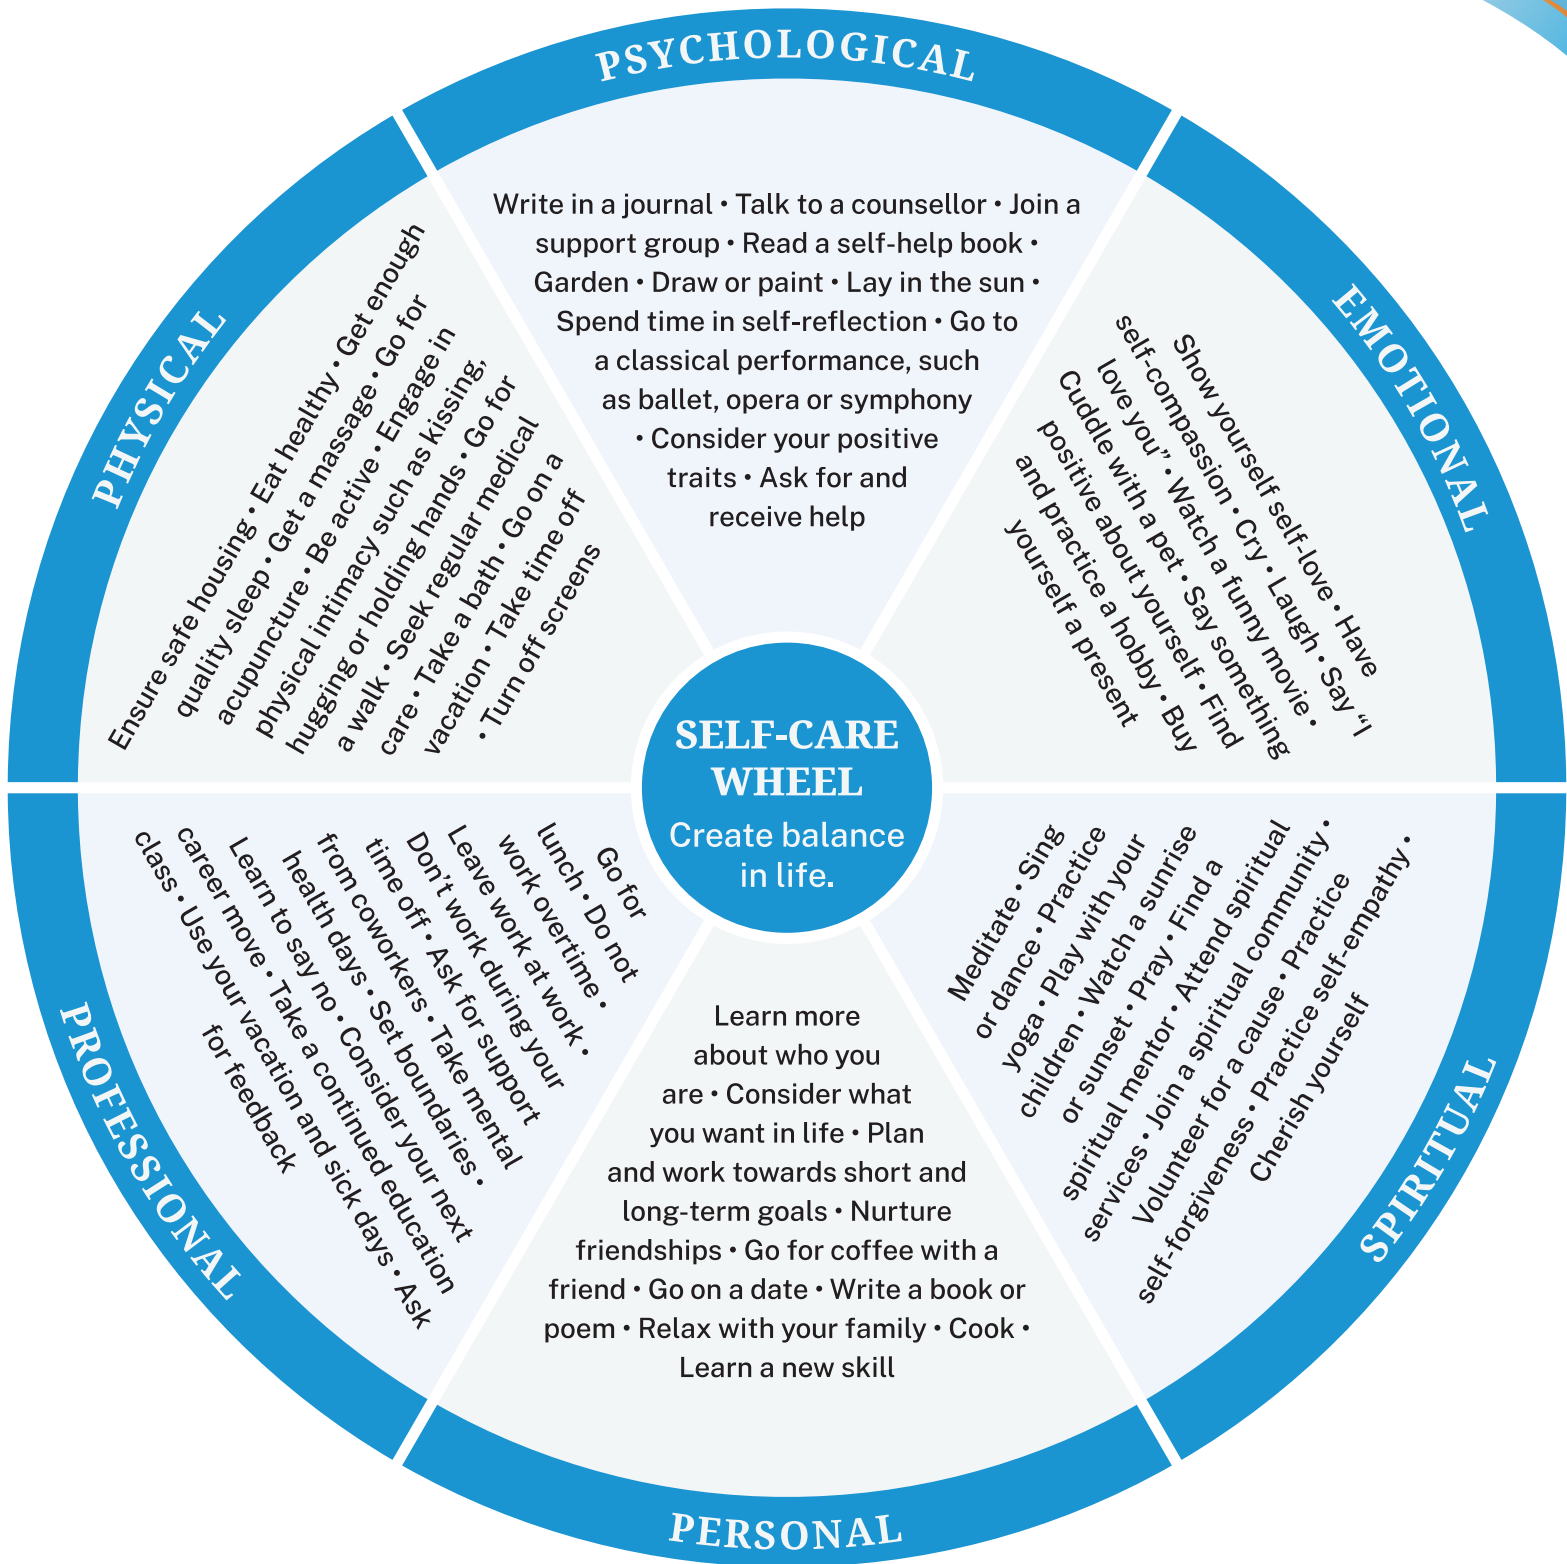 PSYCHOLOGICAL
Write in a journal • Talk to a counsellor • Join a
support group • Read a self-help book •
Garden • Draw or paint • Lay in the sun •
Spend time in self-reflection • Go to
a classical performance, such
as ballet, opera or symphony
• Consider your positive
traits • Ask for and
receive help
EMOTIONAL
Show yourself self-love • Have
self-compassion • Cry • Laugh • Say “I
love you” • Watch a funny movie •
Cuddle with a pet • Say something
positive about yourself • Find
and practice a hobby • Buy
yourself a present
SPIRITUAL
Meditate • Sing
or dance • Practice
yoga • Play with your
children • Watch a sunrise
or sunset • Pray • Find a
spiritual mentor • Attend spiritual
services • Join a spiritual community •
Volunteer for a cause • Practice
self-forgiveness • Practice self-empathy •
Cherish yourself
PERSONAL
Learn more
about who you
are • Consider what
you want in life • Plan
and work towards short and
long-term goals • Nurture
friendships • Go for coffee with a
friend • Go on a date • Write a book or
poem • Relax with your family • Cook •
Learn a new skill
PROFESSIONAL
Go for
lunch • Do not
work overtime •
Leave work at work •
Don’t work during your
time off • Ask for support
from coworkers • Take mental
health days • Set boundaries •
Learn to say no • Consider your next
career move • Take a continued education
class • Use your vacation and sick days • Ask
for feedback
PHYSICAL
Ensure safe housing • Eat healthy • Get enough
quality sleep • Get a massage • Go for
acupuncture • Be active • Engage in
physical intimacy such as kissing,
hugging or holding hands • Go for
a walk • Seek regular medical
care • Take a bath • Go on a
vacation • Take time off
• Turn off screens
SELF-CARE
WHEEL
Create balance
in life.